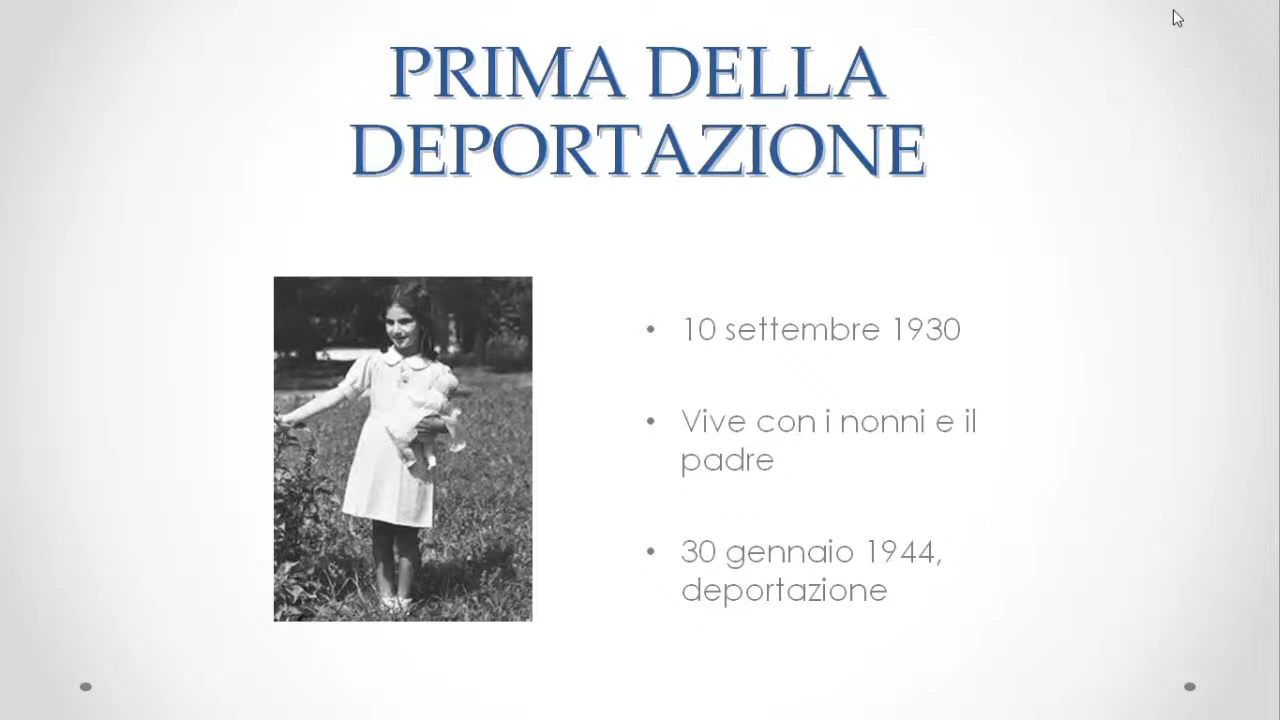 PRIMA DELLA
DEPORTAZIONE
• 10 settembre 1930
• Vive con i nonni e il
padre
• 30 gennaio 1944,
deportazione